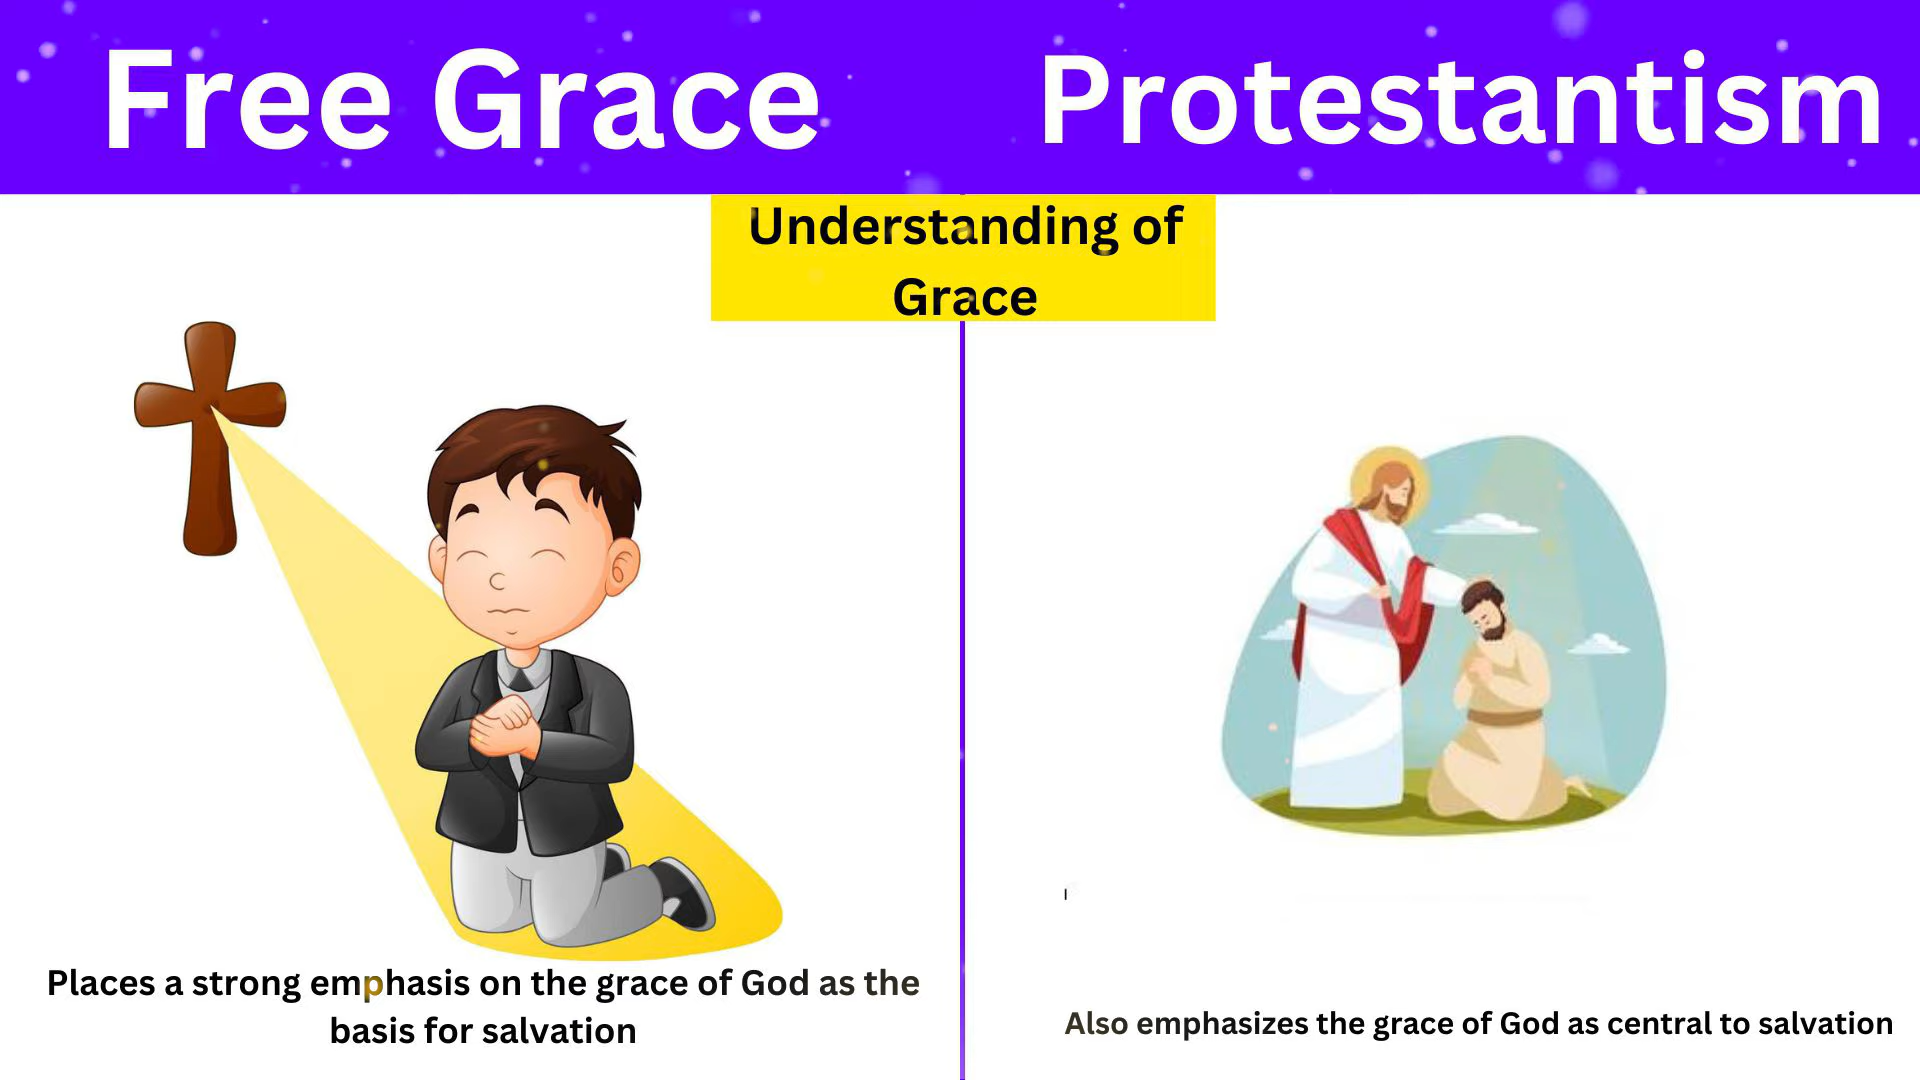 Free Grace
Protestantism
Understanding of
Grace
Places a strong emphasis on the grace of God as the
basis for salvation
Also emphasizes the grace of God as central to salvation